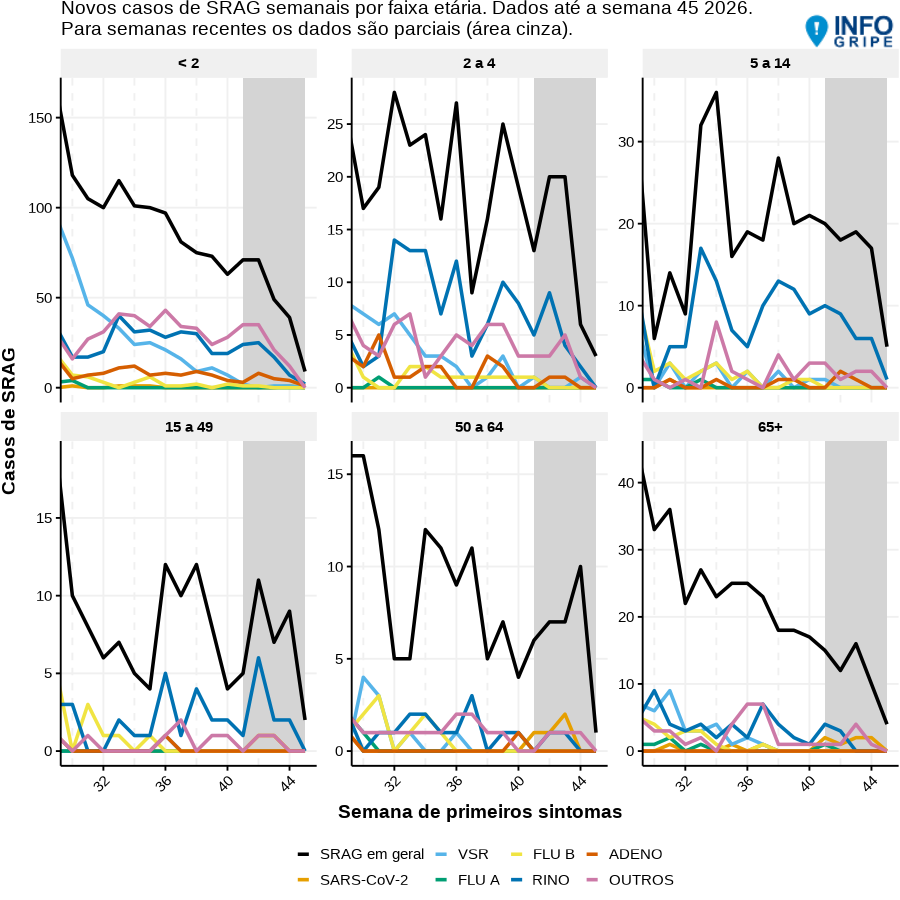 Novos casos de SRAG semanais por faixa etária. Dados até a semana 45 2026.
Para semanas recentes os dados são parciais (área cinza).
INFO
GRIPE
< 2
2 a 4
5 a 14
150
100
50
0
25
20
15
10
5
0
30
20
10
0
Casos de SRAG
15 a 49
50 a 64
65+
15
10
5
0
15
10
5
0
40
30
20
10
0
32 36 40 44
32 36 40 44
32 36 40 44
Semana de primeiros sintomas
SRAG em geral VSR FLU B ADENO
SARS-CoV-2 FLU A RINO OUTROS